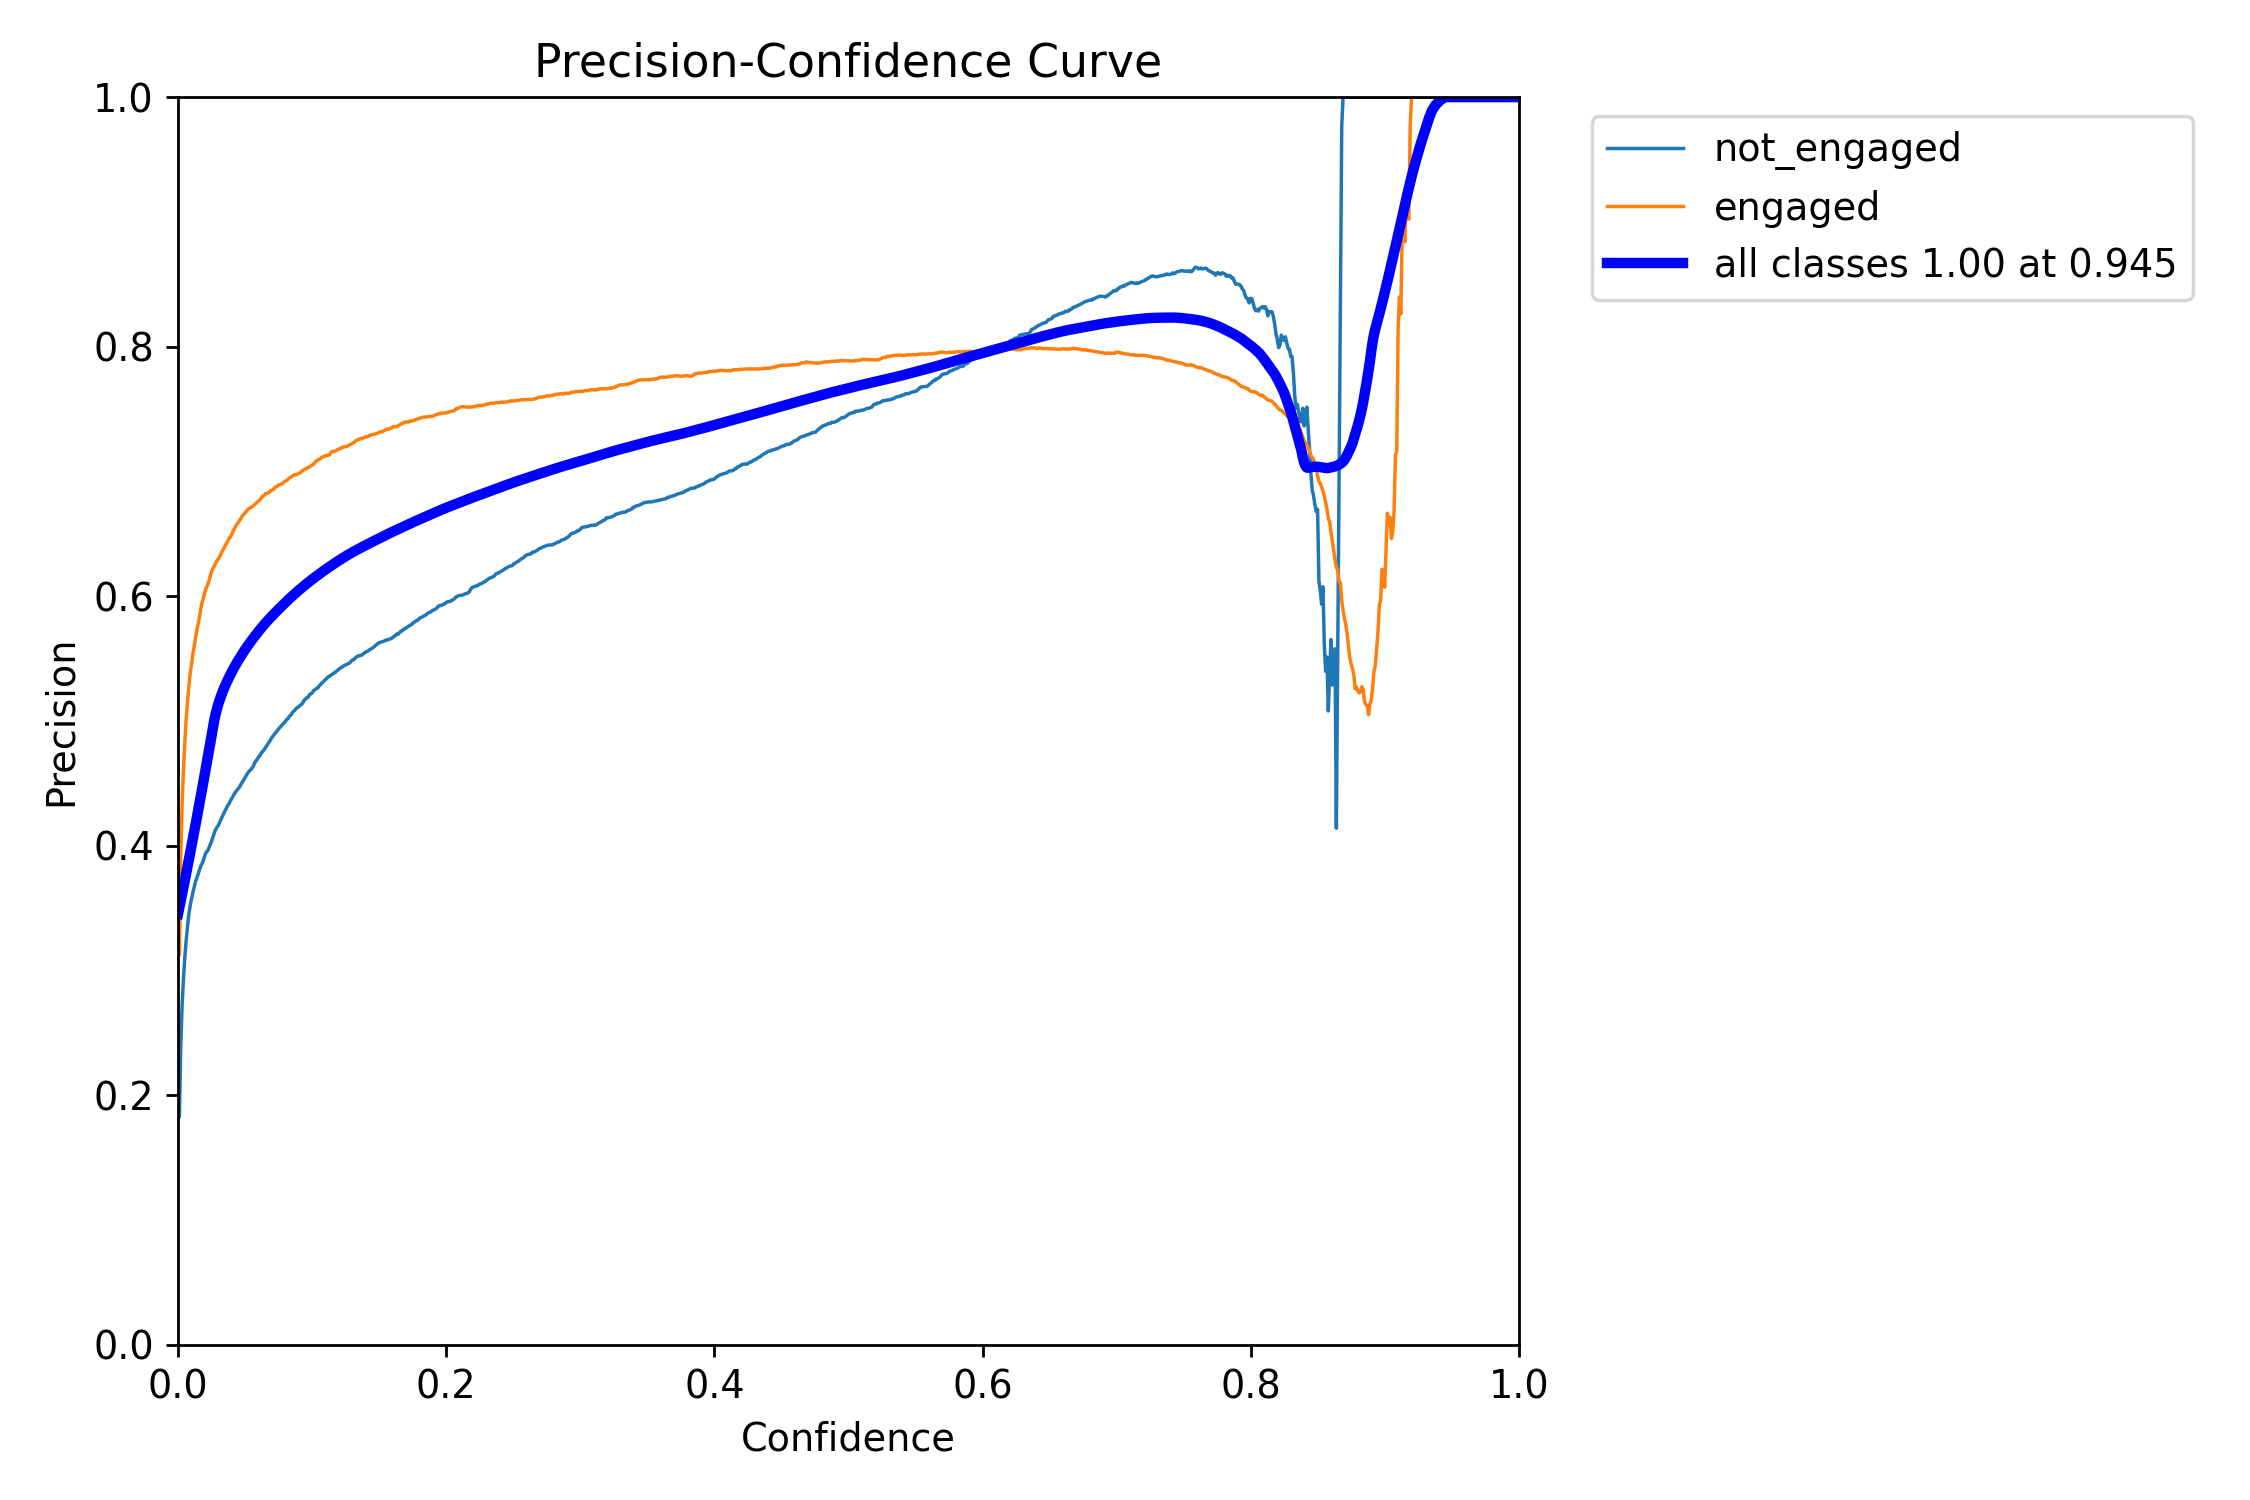 Precision-Confidence Curve
1.0
0.8
0.6
0.4
0.2
0.0
Precision
0.0 0.2 0.4 0.6 0.8 1.0
Confidence
not_engaged
engaged
all classes 1.00 at 0.945